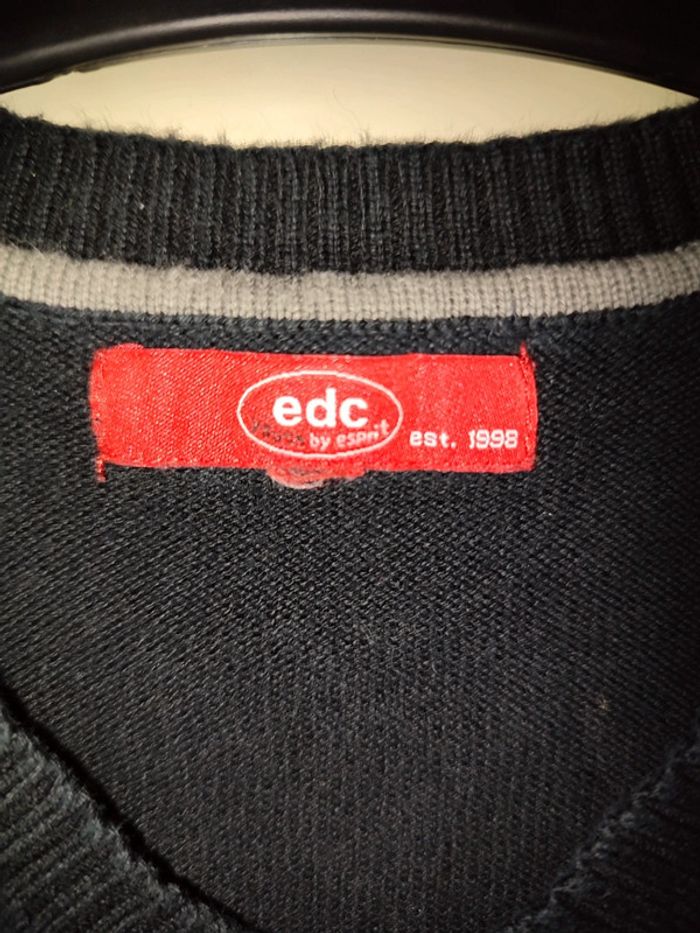 edc
by esprit
est. 1998